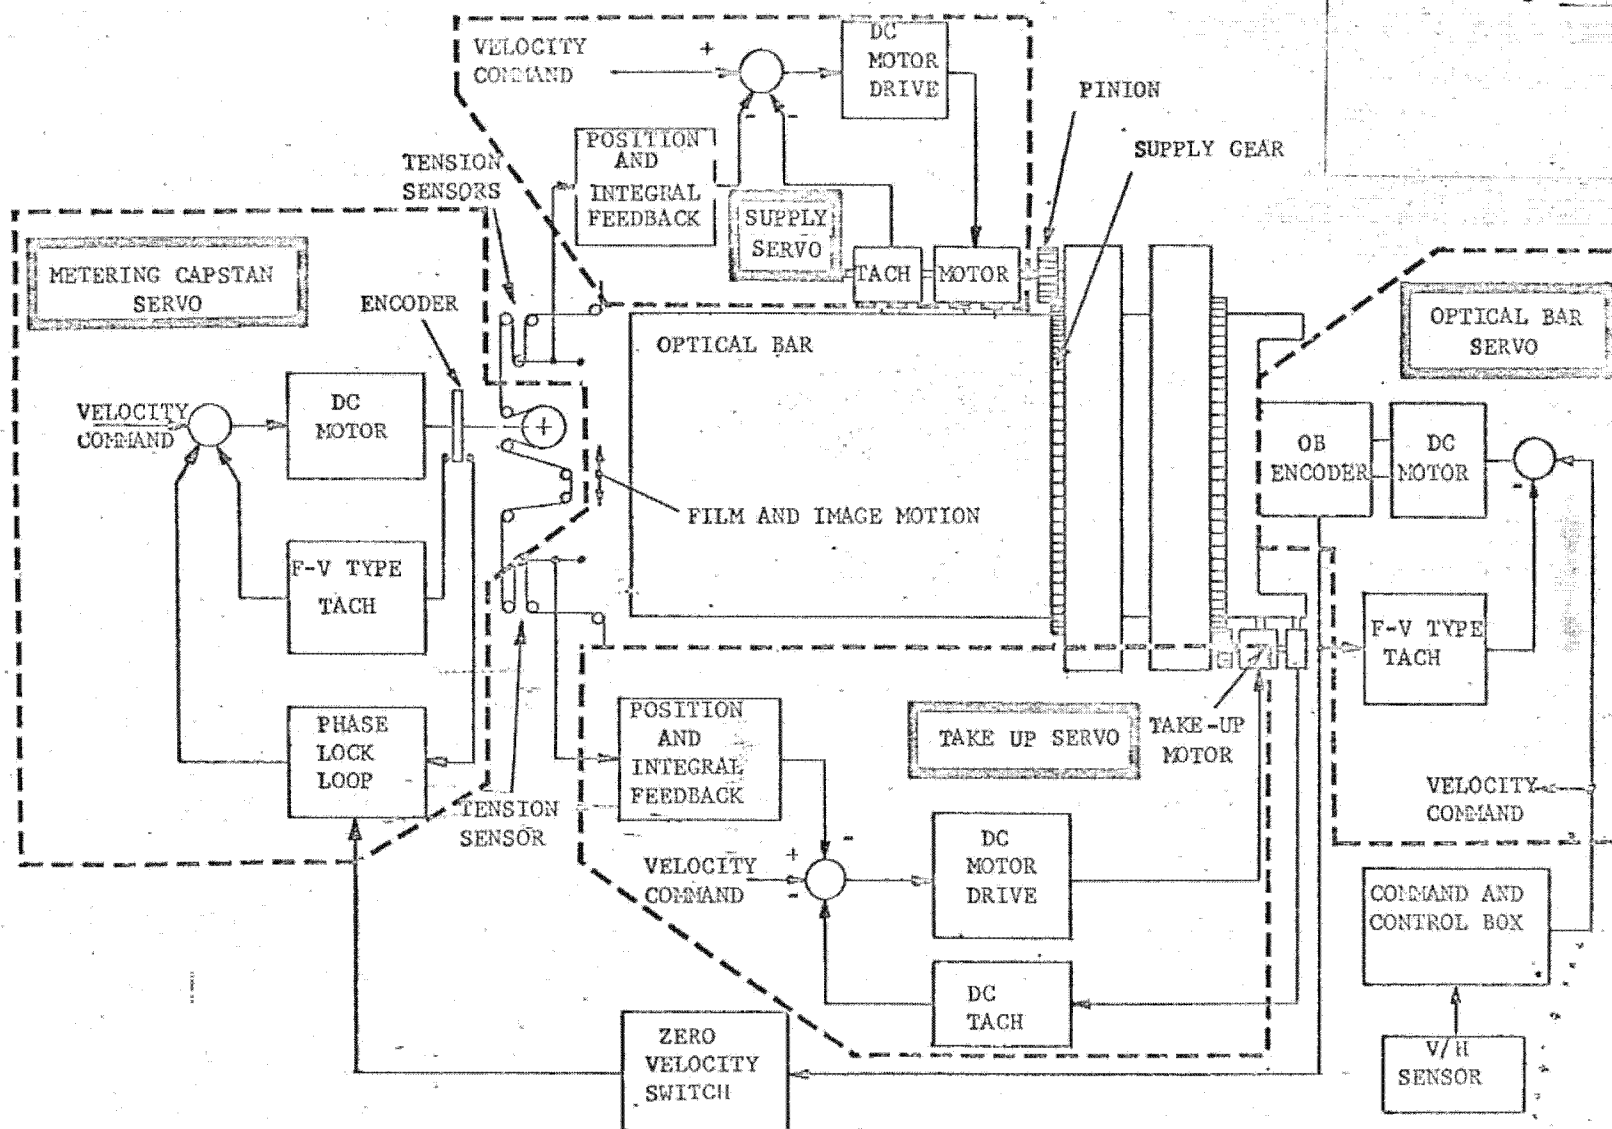 VELOCITY
COMMAND
+
-
-
DC
MOTOR
DRIVE
PINION
SUPPLY GEAR
TENSION
SENSORS
POSITION
AND
INTEGRAL
FEEDBACK
SUPPLY
SERVO
TACH
MOTOR
METERING CAPSTAN
SERVO
ENCODER
OPTICAL BAR
OPTICAL BAR
SERVO
VELOCITY
COMMAND
DC
MOTOR
+
OB
ENCODER
DC
MOTOR
-
FILM AND IMAGE MOTION
F-V TYPE
TACH
F-V TYPE
TACH
PHASE
LOCK
LOOP
TENSION
SENSOR
POSITION
AND
INTEGRAL
FEEDBACK
TAKE UP SERVO
TAKE-UP
MOTOR
VELOCITY
COMMAND
VELOCITY
COMMAND
+
-
-
DC
MOTOR
DRIVE
COMMAND AND
CONTROL BOX
DC
TACH
ZERO
VELOCITY
SWITCH
V/H
SENSOR